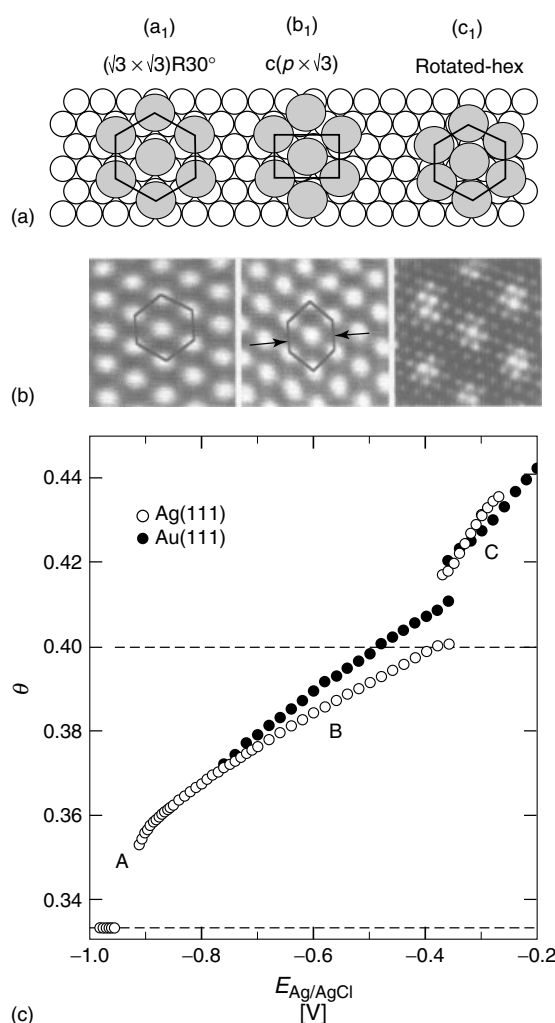 (a₁)
(b₁)
(c₁)
(√3 × √3)R30°
c(p × √3)
Rotated-hex
(a)
(b)
0.44
Ag(111)
Au(111)
C
0.42
0.40
θ
B
0.38
0.36
A
0.34
−1.0
−0.8
−0.6
−0.4
−0.2
E Ag/AgCl
[V]
(c)